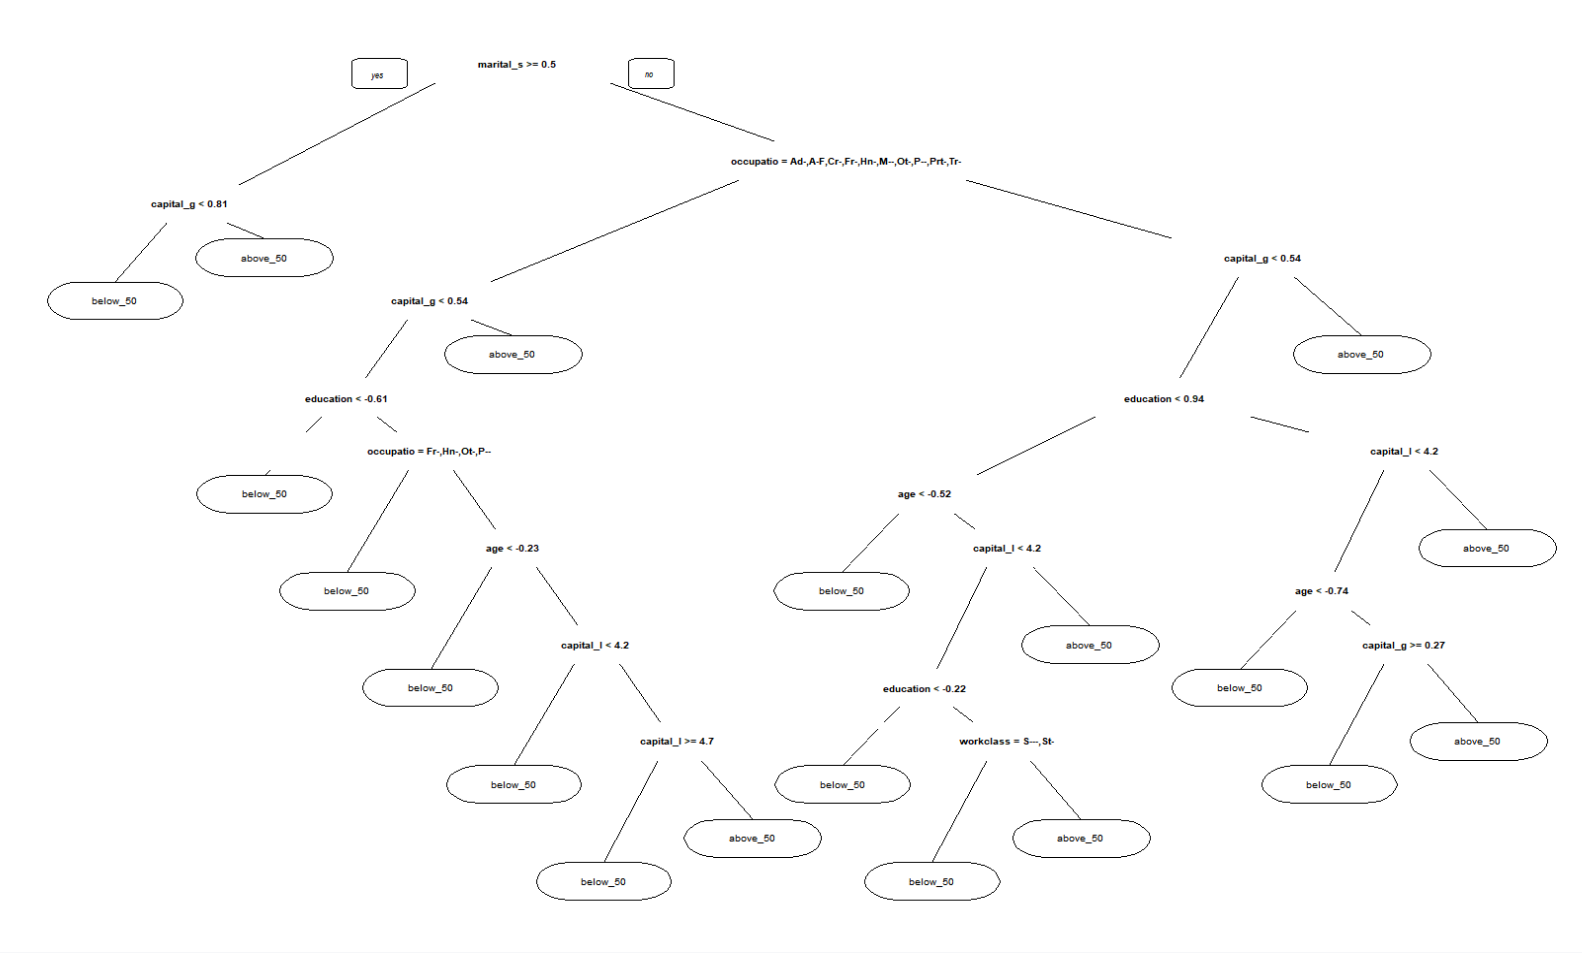 marital_s >= 0.5
yes
no
occupatio = Ad-,A-F,Cr-,Fr-,Hn-,M--,Ot-,P--,Prt-,Tr-
capital_g < 0.81
above_50
capital_g < 0.54
below_50
capital_g < 0.54
above_50
above_50
education < -0.61
education < 0.94
occupatio = Fr-,Hn-,Ot-,P--
capital_l < 4.2
below_50
age < -0.52
age < -0.23
capital_l < 4.2
above_50
below_50
below_50
age < -0.74
capital_l < 4.2
above_50
capital_g >= 0.27
below_50
education < -0.22
below_50
capital_l >= 4.7
workclass = S---,St-
above_50
below_50
below_50
below_50
above_50
above_50
below_50
below_50